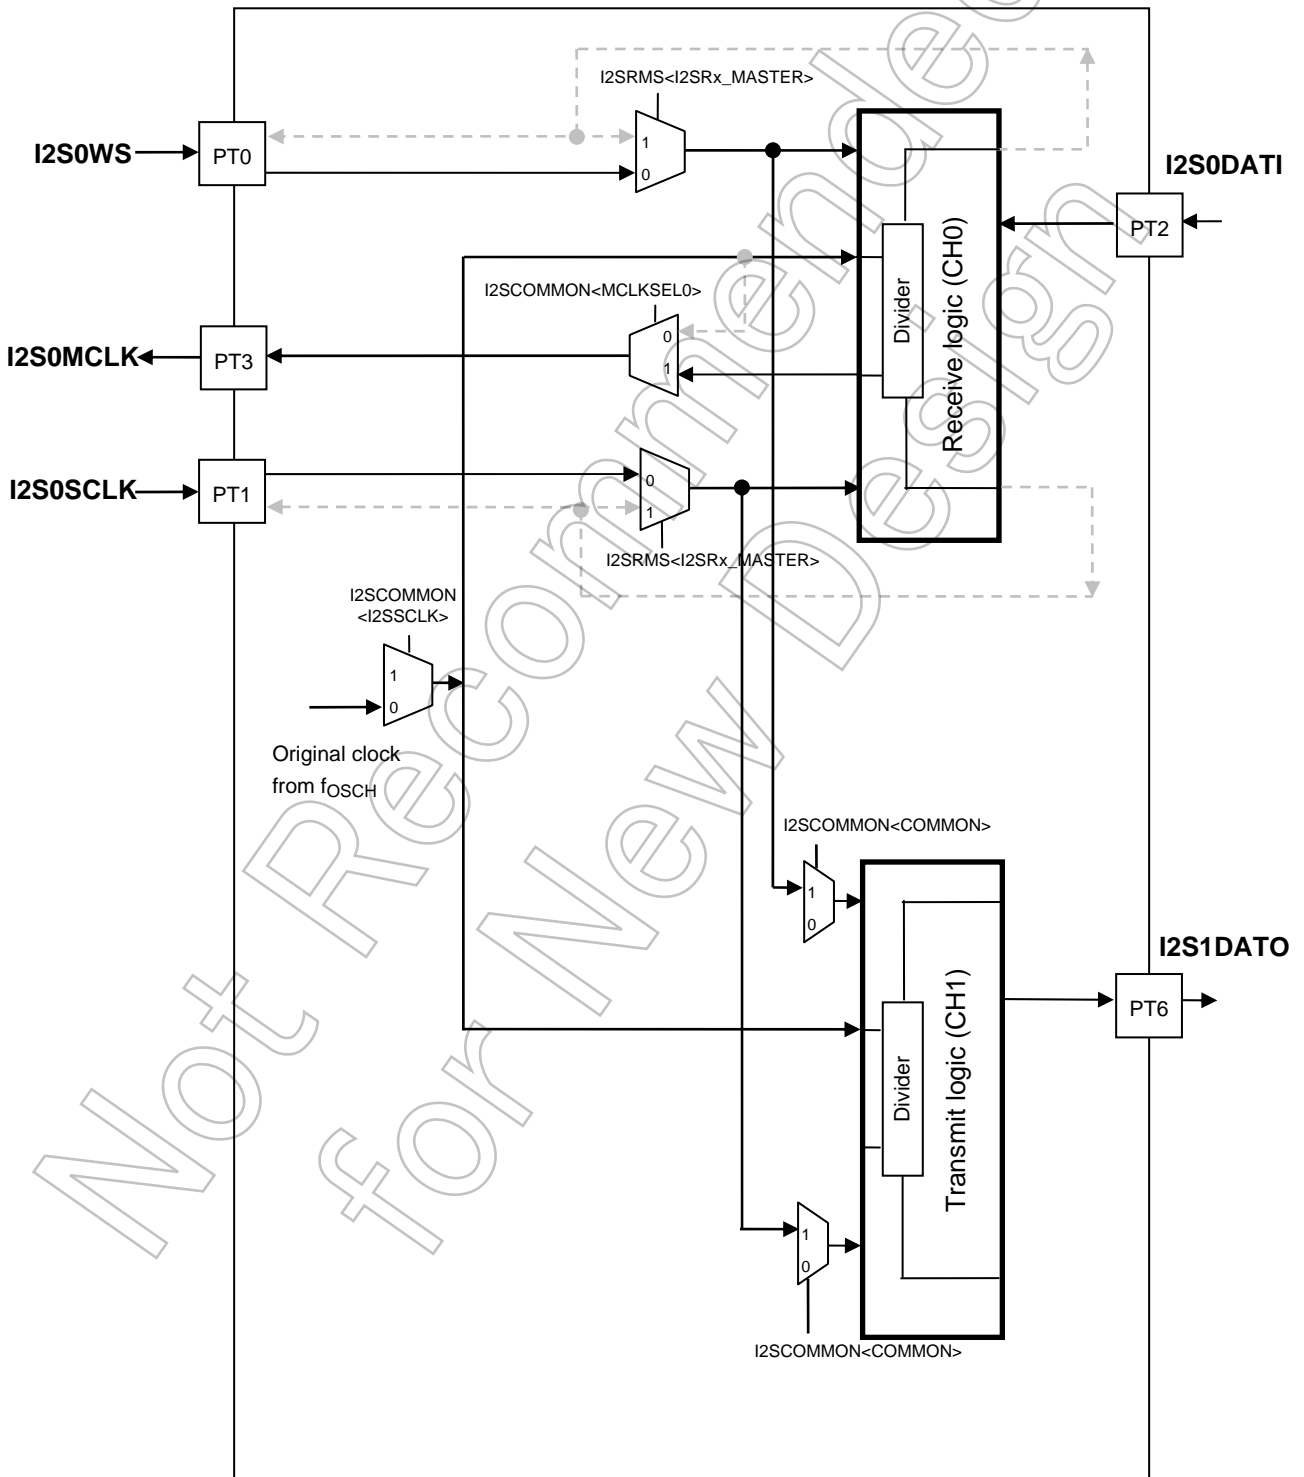 I2SRMS<I2SRx_MASTER>
I2S0WS
PT0
1
0
I2S0DATI
PT2
Receive logic (CH0)
Divider
I2SCOMMON<MCLKSEL0>
0
1
I2S0MCLK
PT3
I2S0SCLK
PT1
0
1
I2SRMS<I2SRx_MASTER>
I2SCOMMON
<I2SSCLK>
1
0
Original clock
from fOSCH
I2SCOMMON<COMMON>
1
0
I2S1DATO
PT6
Transmit logic (CH1)
Divider
1
0
I2SCOMMON<COMMON>
Not Recommended
for New Design